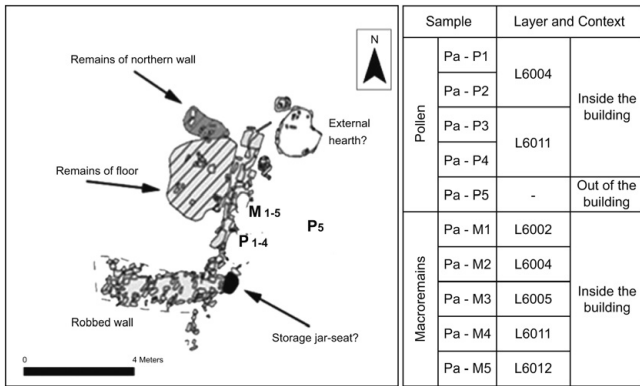 Remains of northern wall
N
External
hearth?
Remains of floor
M 1-5
P5
P 1-4
Robbed wall
Storage jar-seat?
0 4 Meters
Sample Layer and Context
Pollen
Pa - P1 L6004 Inside the building
Pa - P2
Pa - P3 L6011
Pa - P4
Pa - P5 - Out of the building
Macroremains
Pa - M1 L6002 Inside the building
Pa - M2 L6004
Pa - M3 L6005
Pa - M4 L6011
Pa - M5 L6012